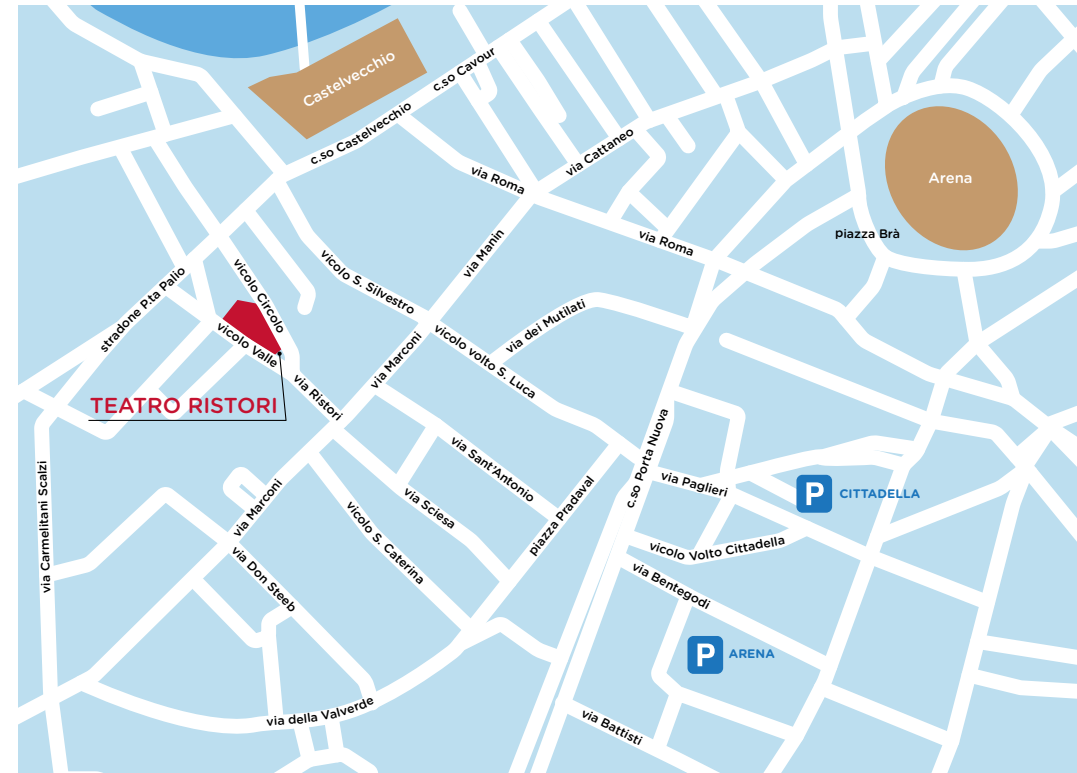 Castelvecchio
c.so Cavour
c.so Castelvecchio
via Cattaneo
via Roma
Arena
piazza Brà
via Roma
via Manin
vicolo S. Silvestro
vicolo Circolo
stradone P.ta Palio
vicolo Valle
via dei Mutilati
vicolo volto S. Luca
via Marconi
via Ristori
TEATRO RISTORI
via Sant'Antonio
c.so Porta Nuova
via Paglieri
P CITTADELLA
via Sciesa
piazza Pradaval
via Marconi
vicolo S. Caterina
via Carmelitani Scalzi
vicolo Volto Cittadella
via Don Steeb
via Bentegodi
P ARENA
via della Valverde
via Battisti